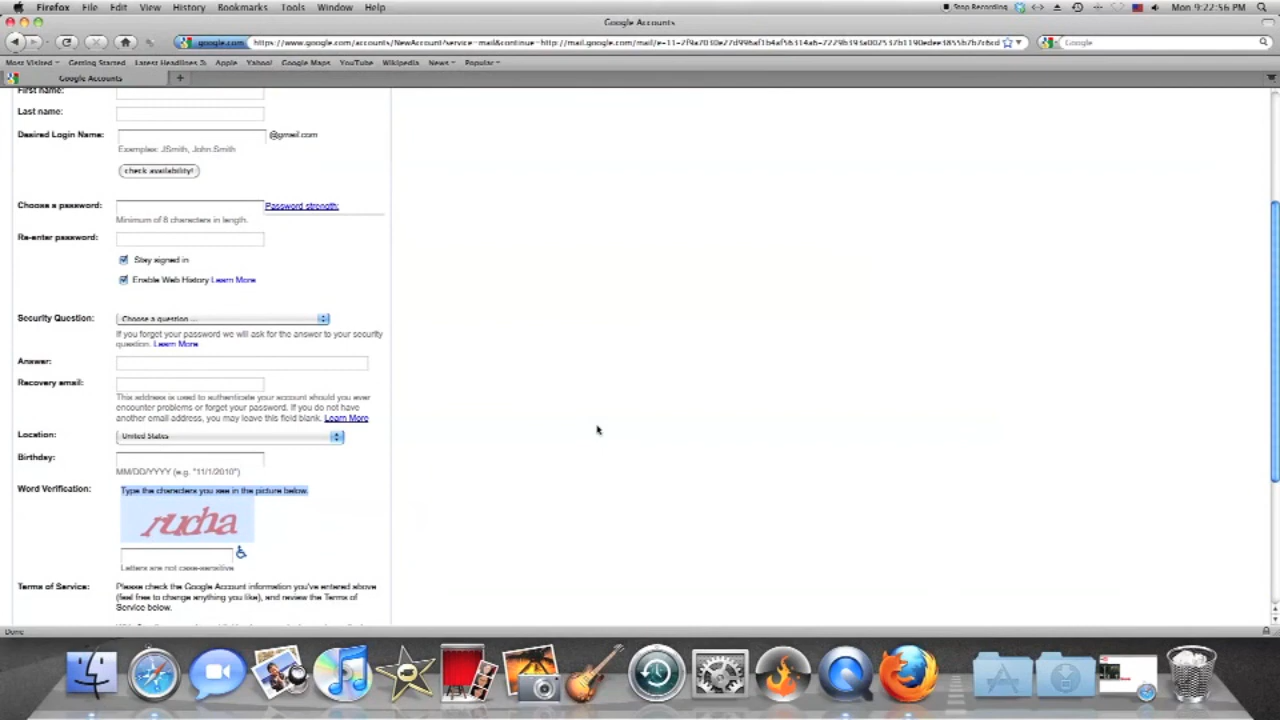 Firefox File Edit View History Bookmarks Tools Window Help Stop Recording Mon 9:22:56 PM
Google Accounts
google.com Google
Most Visited Getting Started Latest Headlines Apple Yahoo! Google Maps YouTube Wikipedia News Popular
Google Accounts
First name:
Last name:
Desired Login Name: @gmail.com
Examples: JSmith, John.Smith
check availability!
Choose a password: Password strength:
Minimum of 8 characters in length.
Re-enter password:
Stay signed in
Enable Web History Learn More
Security Question: Choose a question ...
If you forget your password we will ask for the answer to your security
question. Learn More
Answer:
Recovery email:
This address is used to authenticate your account should you ever
encounter problems or forget your password. If you do not have
another email address, you may leave this field blank. Learn More
Location: United States
Birthday:
MM/DD/YYYY (e.g. "11/1/2010")
Word Verification: Type the characters you see in the picture below.
rucha
Letters are not case-sensitive
Terms of Service: Please check the Google Account information you've entered above
(feel free to change anything you like), and review the Terms of
Service below.
Done